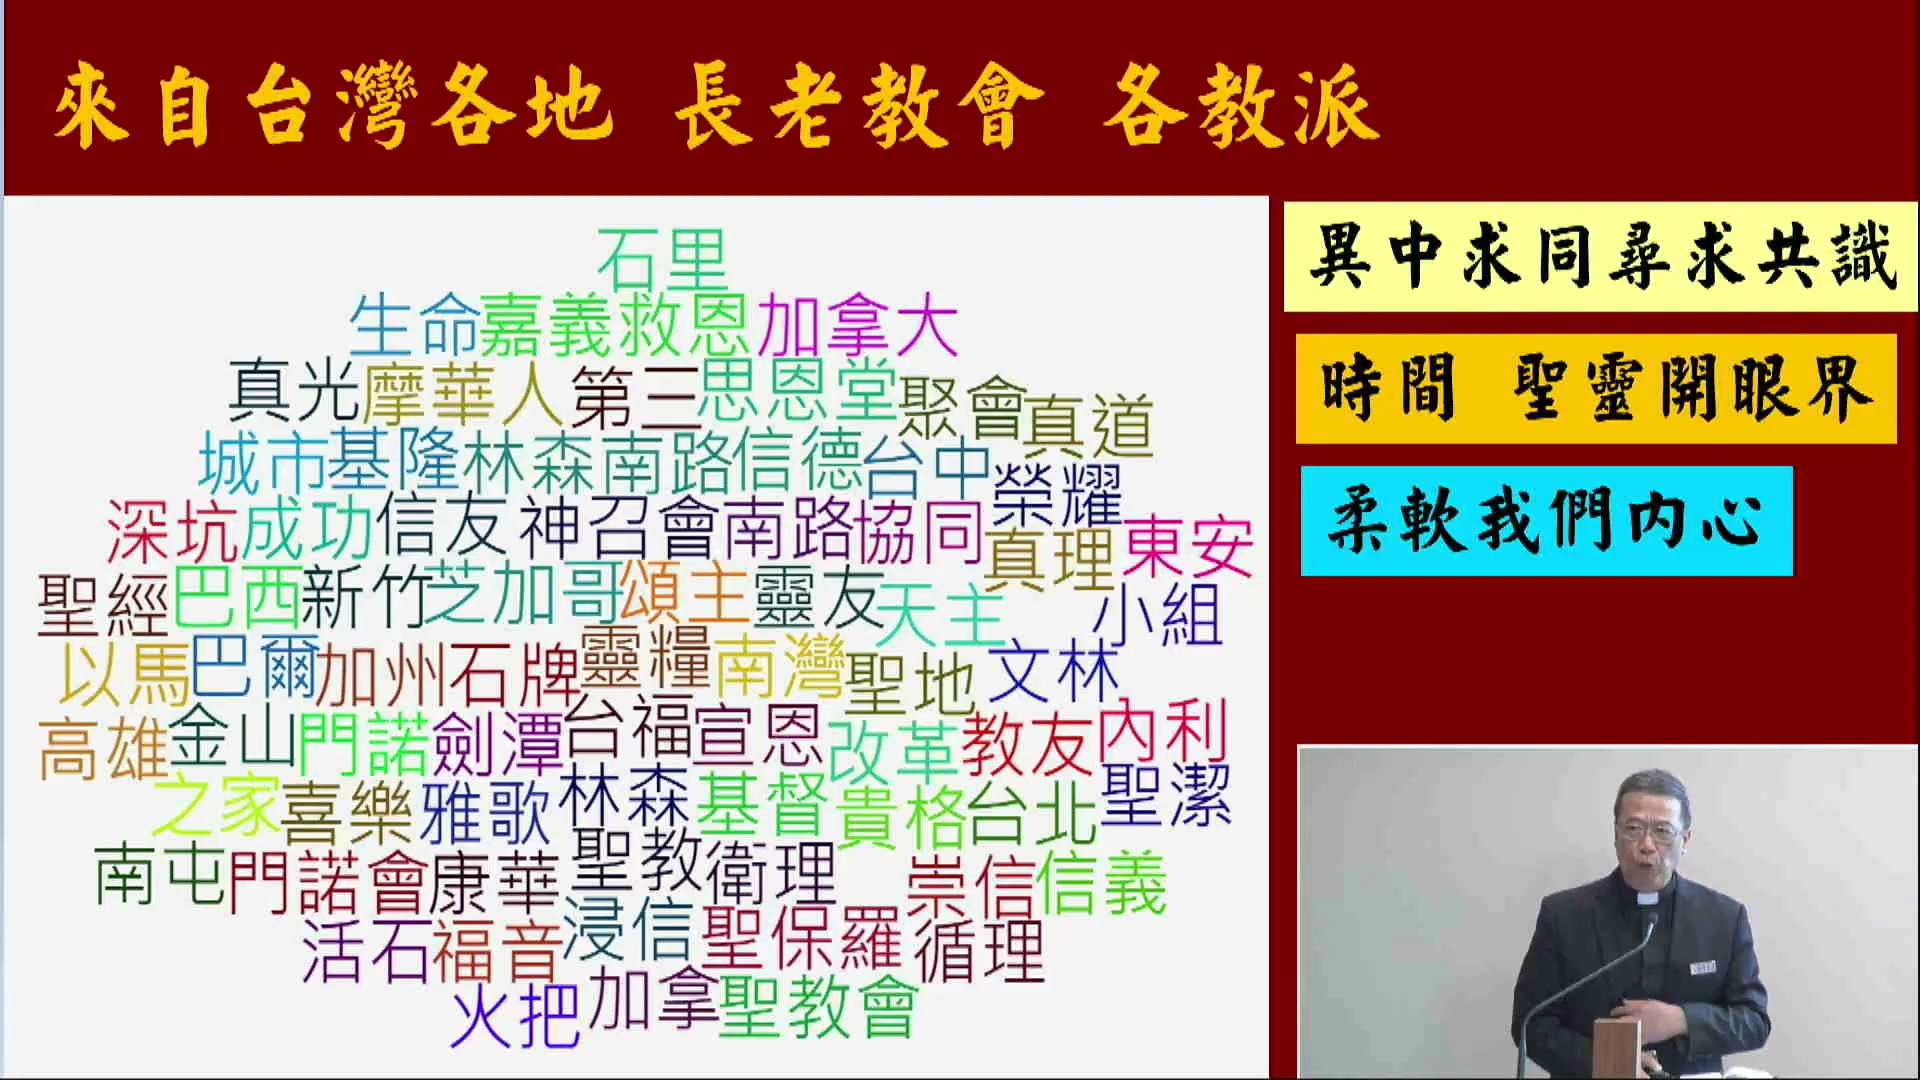 來自台灣各地 長老教會 各教派
異中求同尋求共識
時間 聖靈開眼界
柔軟我們內心
石里
生命 嘉義 救恩 加拿大
真光 摩華人 第三 思恩堂 聚會 真道
城市 基隆 林森南路 信德 台中 榮耀
深坑 成功 信友 神召會 南路 協同 真理 東安
聖經 巴西 新竹 芝加哥 頌主 靈友 天主 小組
以馬 巴爾 加州 石牌 靈糧 南灣 聖地 文林
高雄 金山 門諾 劍潭 台福 宣恩 改革 教友 內利
之家 喜樂 雅歌 林森 基督 貴格 台北 聖潔
南屯 門諾會 康華 聖教 衛理 崇信 信義
活石 福音 浸信 聖保羅 循理
火把 加拿 聖教會